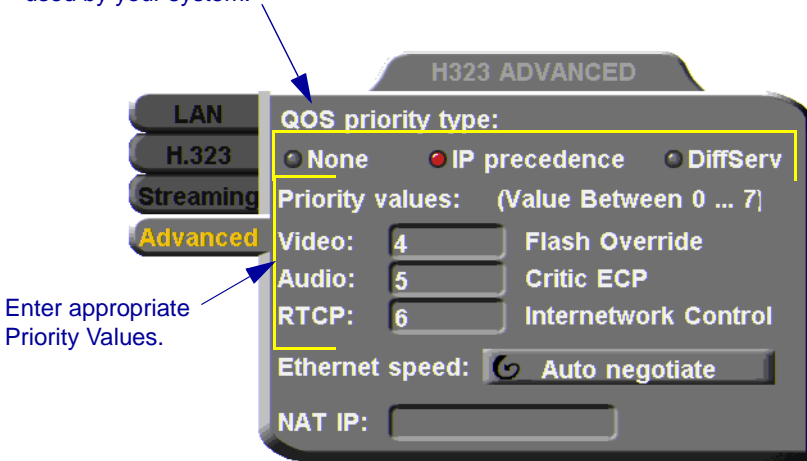 used by your system.
H323 ADVANCED
LAN
H.323
Streaming
Advanced
QOS priority type:
None IP precedence DiffServ
Priority values: (Value Between 0 ... 7)
Video: 4 Flash Override
Audio: 5 Critic ECP
RTCP: 6 Internetwork Control
Ethernet speed: Auto negotiate
NAT IP:
Enter appropriate
Priority Values.